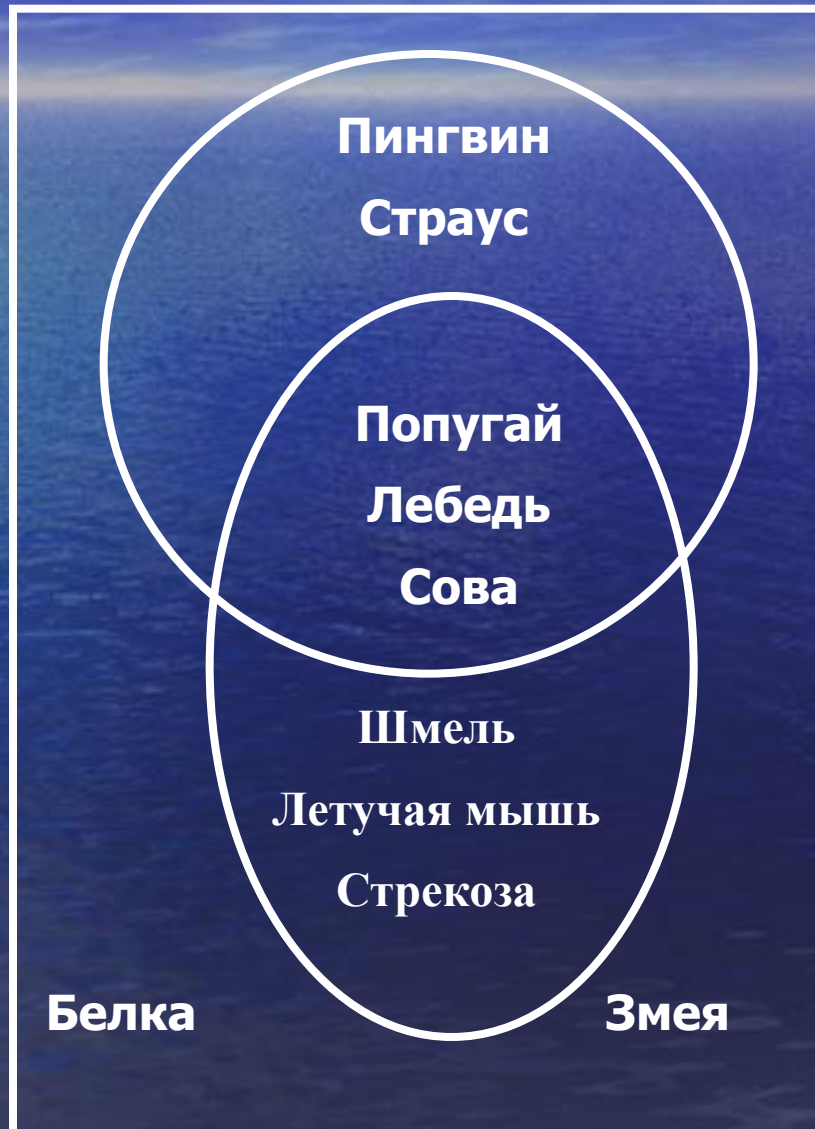 Пингвин
Страус
Попугай
Лебедь
Сова
Шмель
Летучая мышь
Стрекоза
Белка Змея